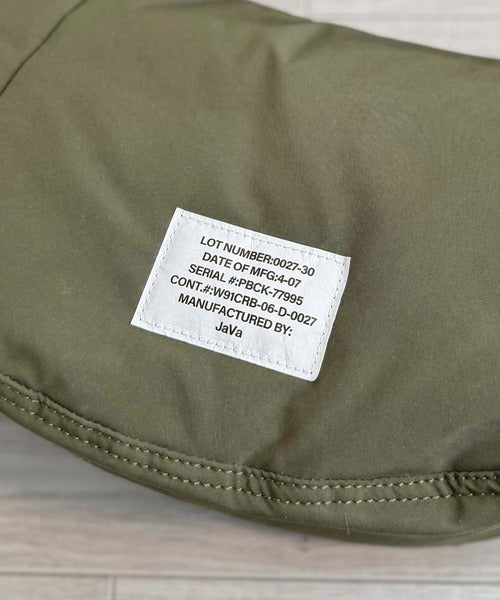 LOT NUMBER:0027-30
DATE OF MFG:4-07
SERIAL #:PBCK-77995
CONT.#:W91CRB-06-D-0027
MANUFACTURED BY:
JaVa